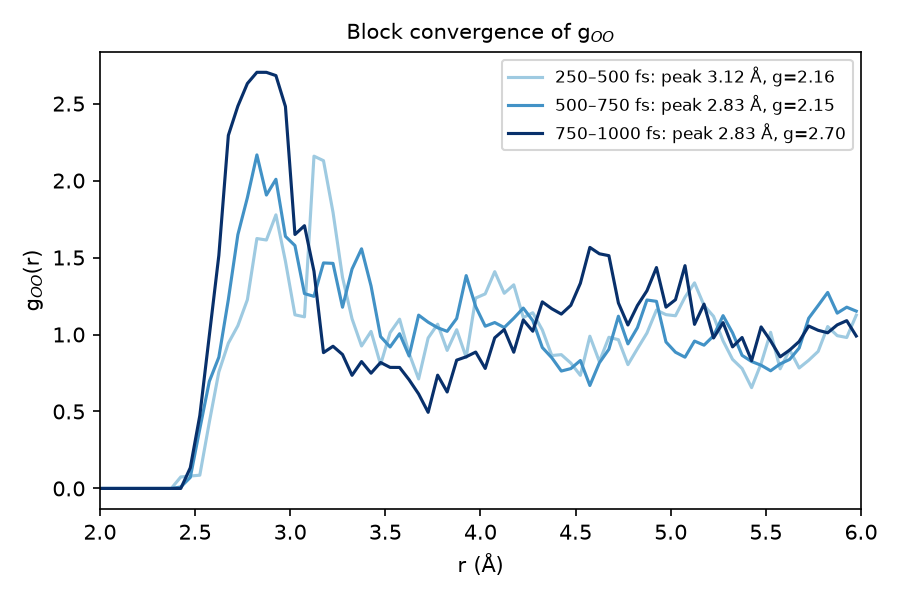 Block convergence of gOO
250–500 fs: peak 3.12 Å, g=2.16
500–750 fs: peak 2.83 Å, g=2.15
750–1000 fs: peak 2.83 Å, g=2.70
gOO(r)
2.5
2.0
1.5
1.0
0.5
0.0
2.0 2.5 3.0 3.5 4.0 4.5 5.0 5.5 6.0
r (Å)